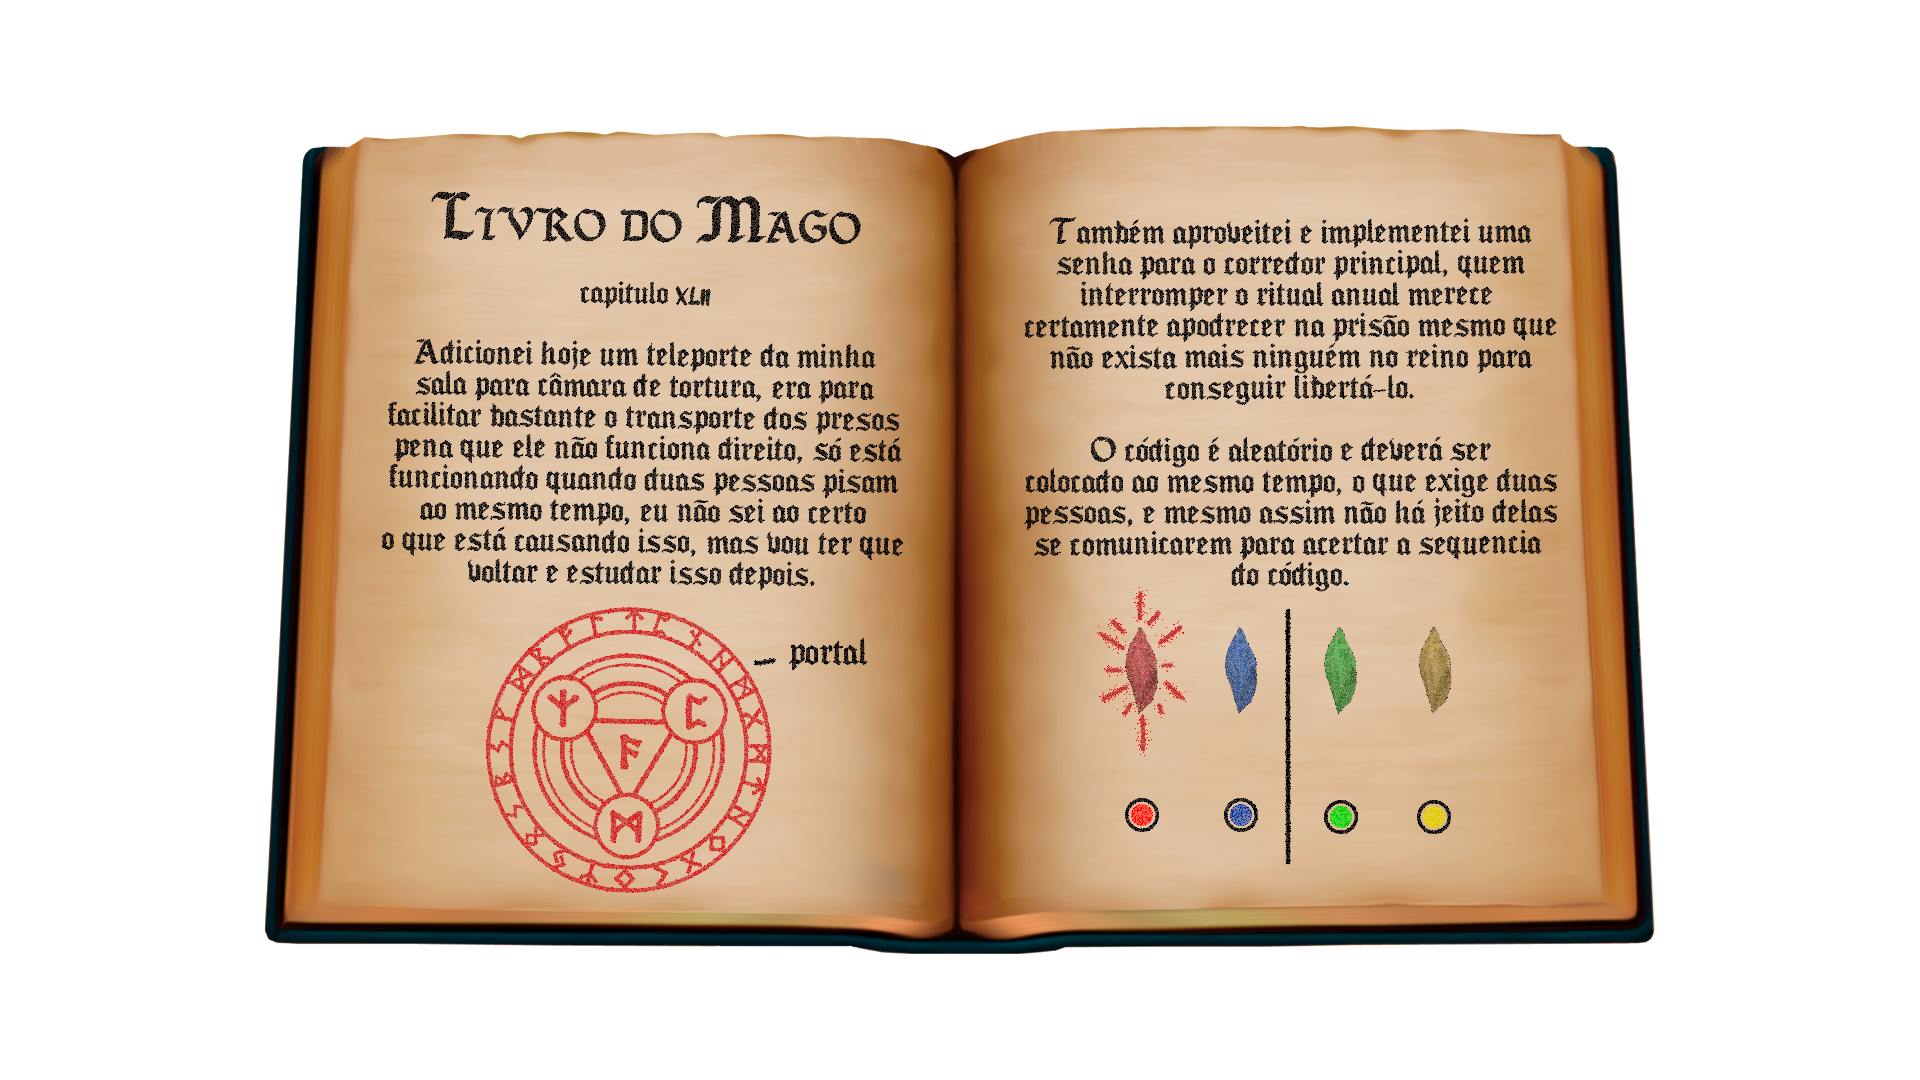 Livro do Mago
capitulo XLII
Adicionei hoje um teleporte da minha
sala para câmara de tortura, era para
facilitar bastante o transporte dos presos
pena que ele não funciona direito, só está
funcionando quando duas pessoas pisam
ao mesmo tempo, eu não sei ao certo
o que está causando isso, mas vou ter que
voltar e estudar isso depois.
portal
Também aproveitei e implementei uma
senha para o corredor principal, quem
interromper o ritual anual merece
certamente apodrecer na prisão mesmo que
não exista mais ninguém no reino para
conseguir libertá-lo.
O código é aleatório e deverá ser
colocado ao mesmo tempo, o que exige duas
pessoas, e mesmo assim não há jeito delas
se comunicarem para acertar a sequencia
do código.